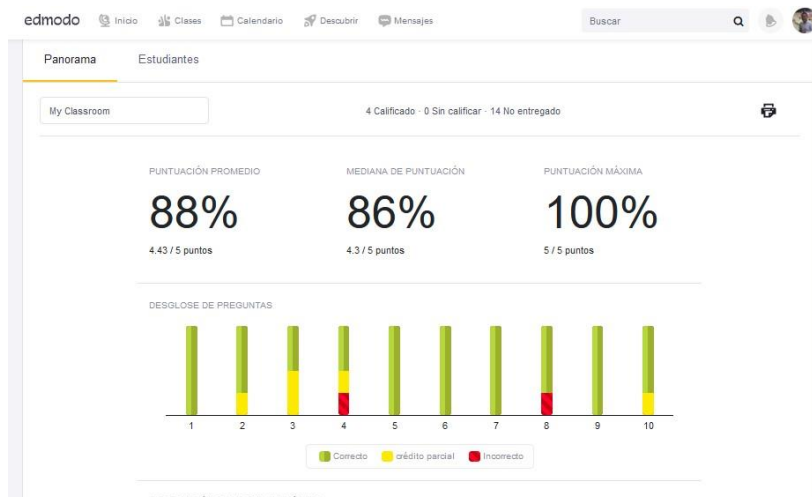 edmodo Inicio Clases Calendario Descubrir Mensajes Buscar
Panorama Estudiantes
My Classroom 4 Calificado · 0 Sin calificar · 14 No entregado
PUNTUACIÓN PROMEDIO MEDIANA DE PUNTUACIÓN PUNTUACIÓN MÁXIMA
88% 86% 100%
4.43 / 5 puntos 4.3 / 5 puntos 5 / 5 puntos
DESGLOSE DE PREGUNTAS
1 2 3 4 5 6 7 8 9 10
Correcto crédito parcial Incorrecto